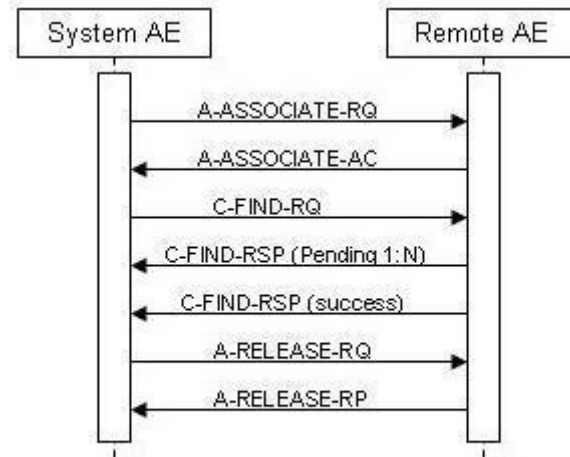 System AE
Remote AE
A-ASSOCIATE-RQ
A-ASSOCIATE-AC
C-FIND-RQ
C-FIND-RSP (Pending 1:N)
C-FIND-RSP (success)
A-RELEASE-RQ
A-RELEASE-RP